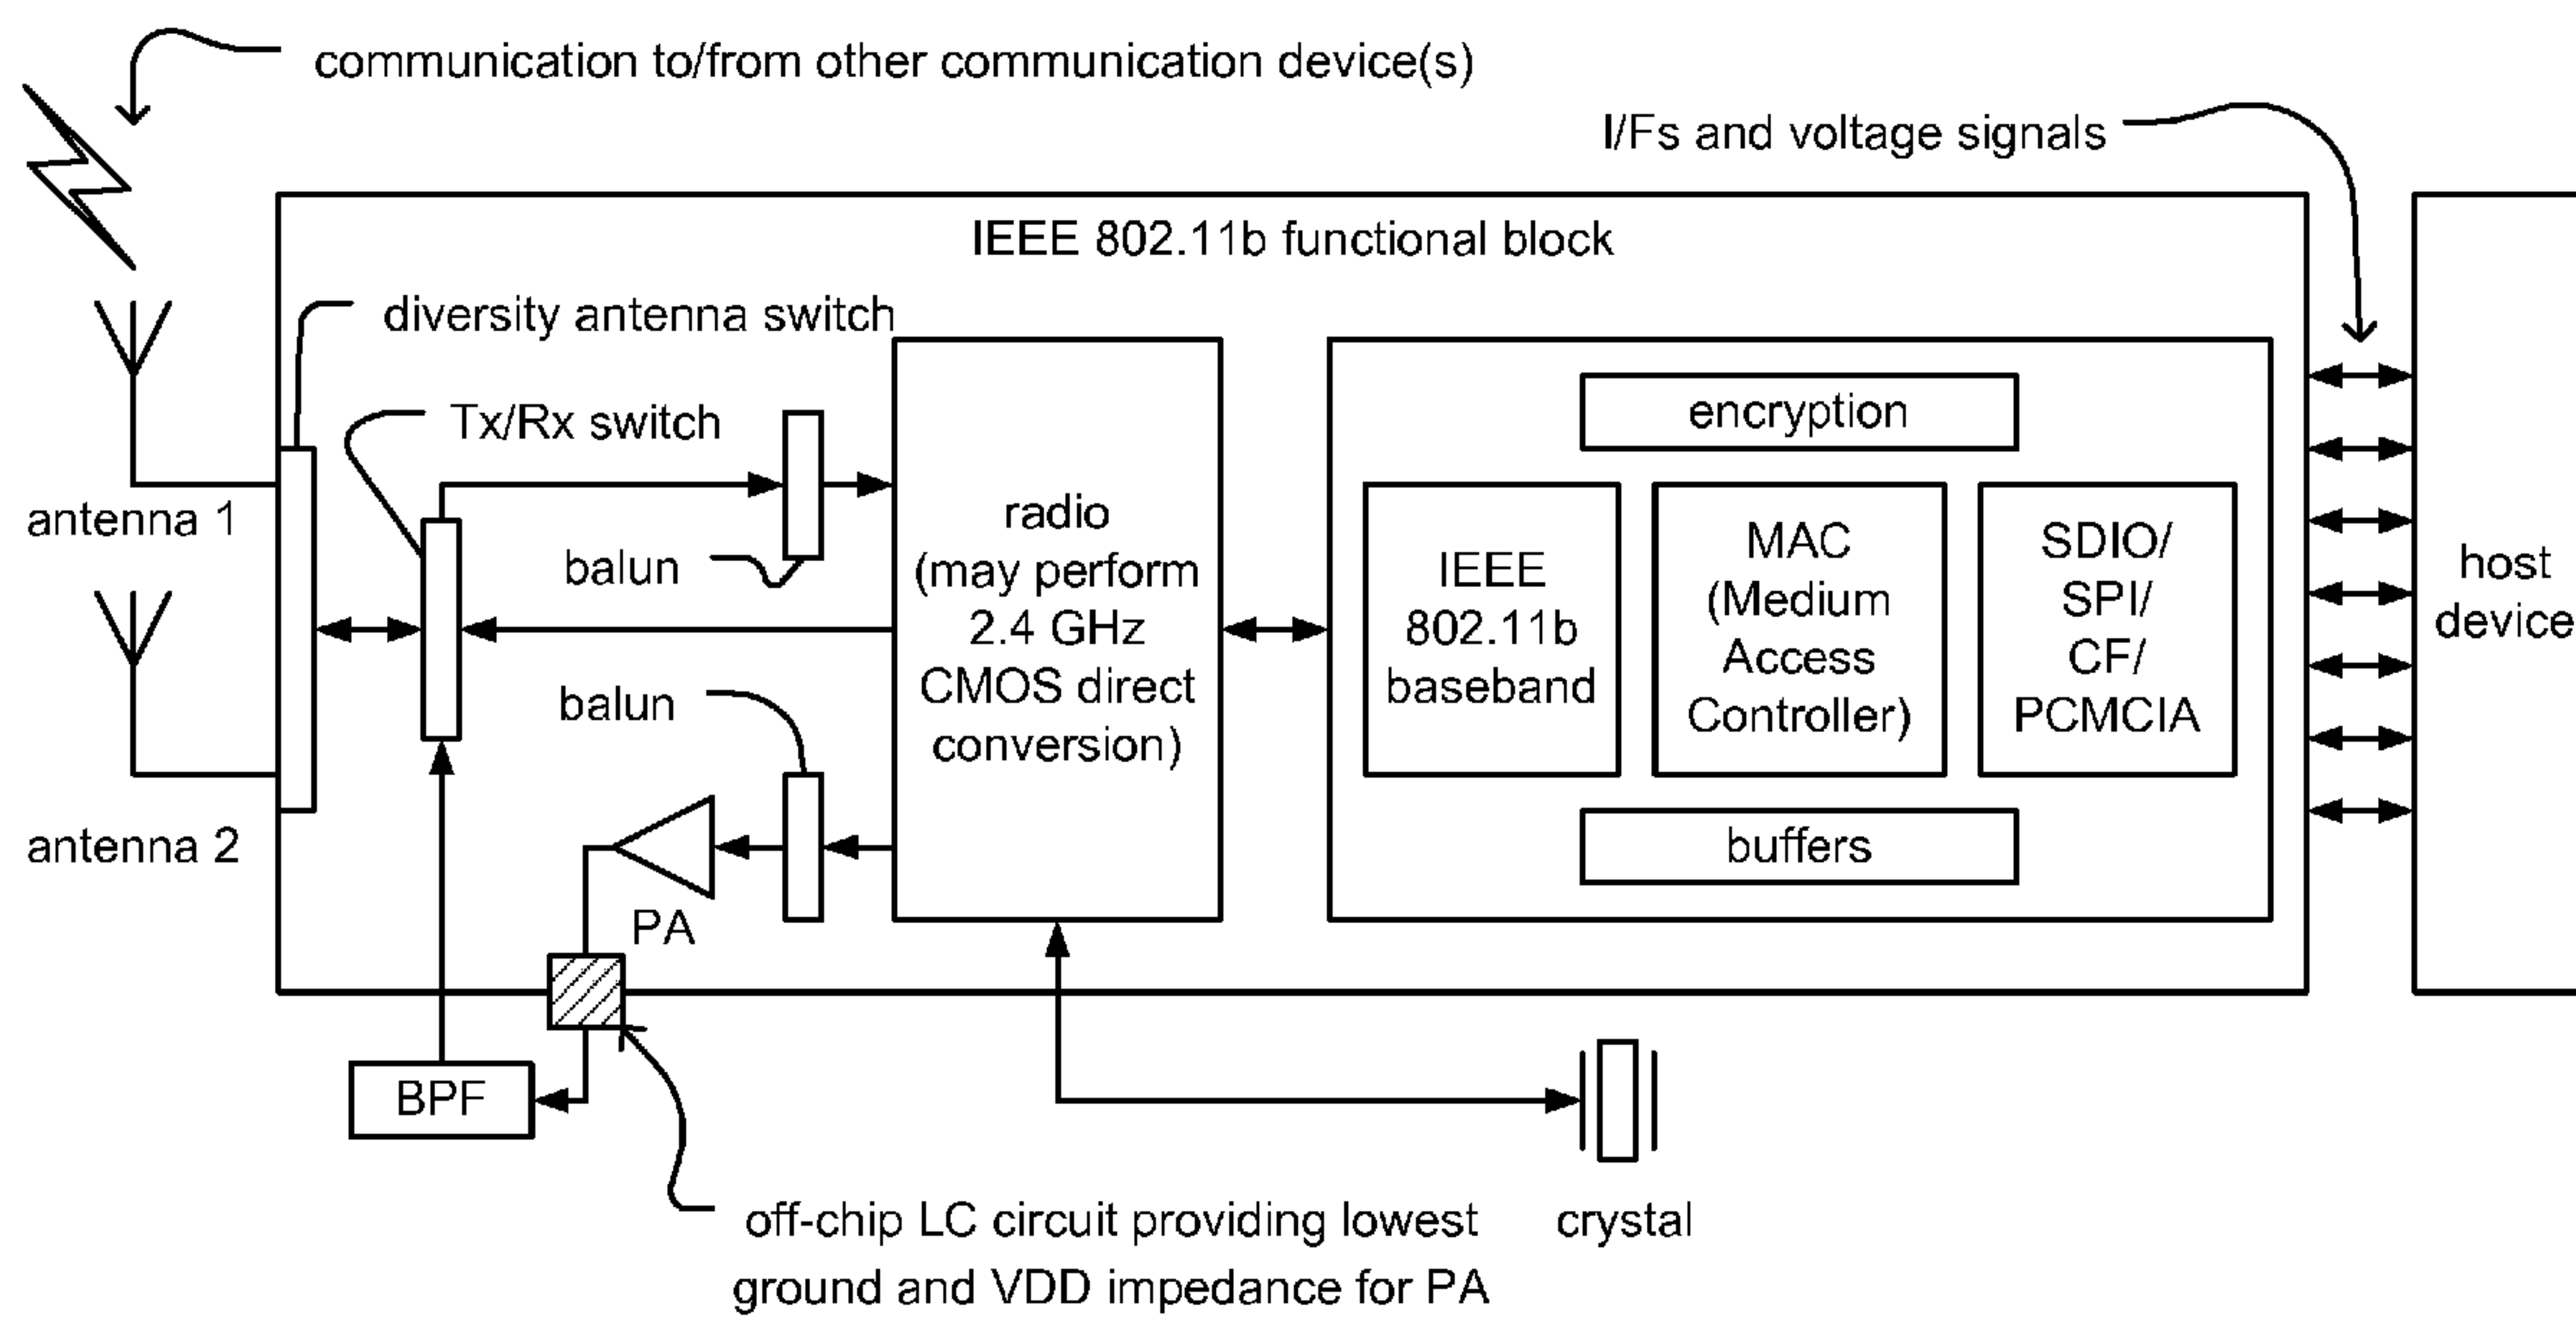 communication to/from other communication device(s)
I/Fs and voltage signals
IEEE 802.11b functional block
diversity antenna switch
Tx/Rx switch
antenna 1
balun
balun
antenna 2
PA
BPF
radio
(may perform
2.4 GHz
CMOS direct
conversion)
encryption
IEEE
802.11b
baseband
MAC
(Medium
Access
Controller)
SDIO/
SPI/
CF/
PCMCIA
buffers
host
device
off-chip LC circuit providing lowest
ground and VDD impedance for PA
crystal